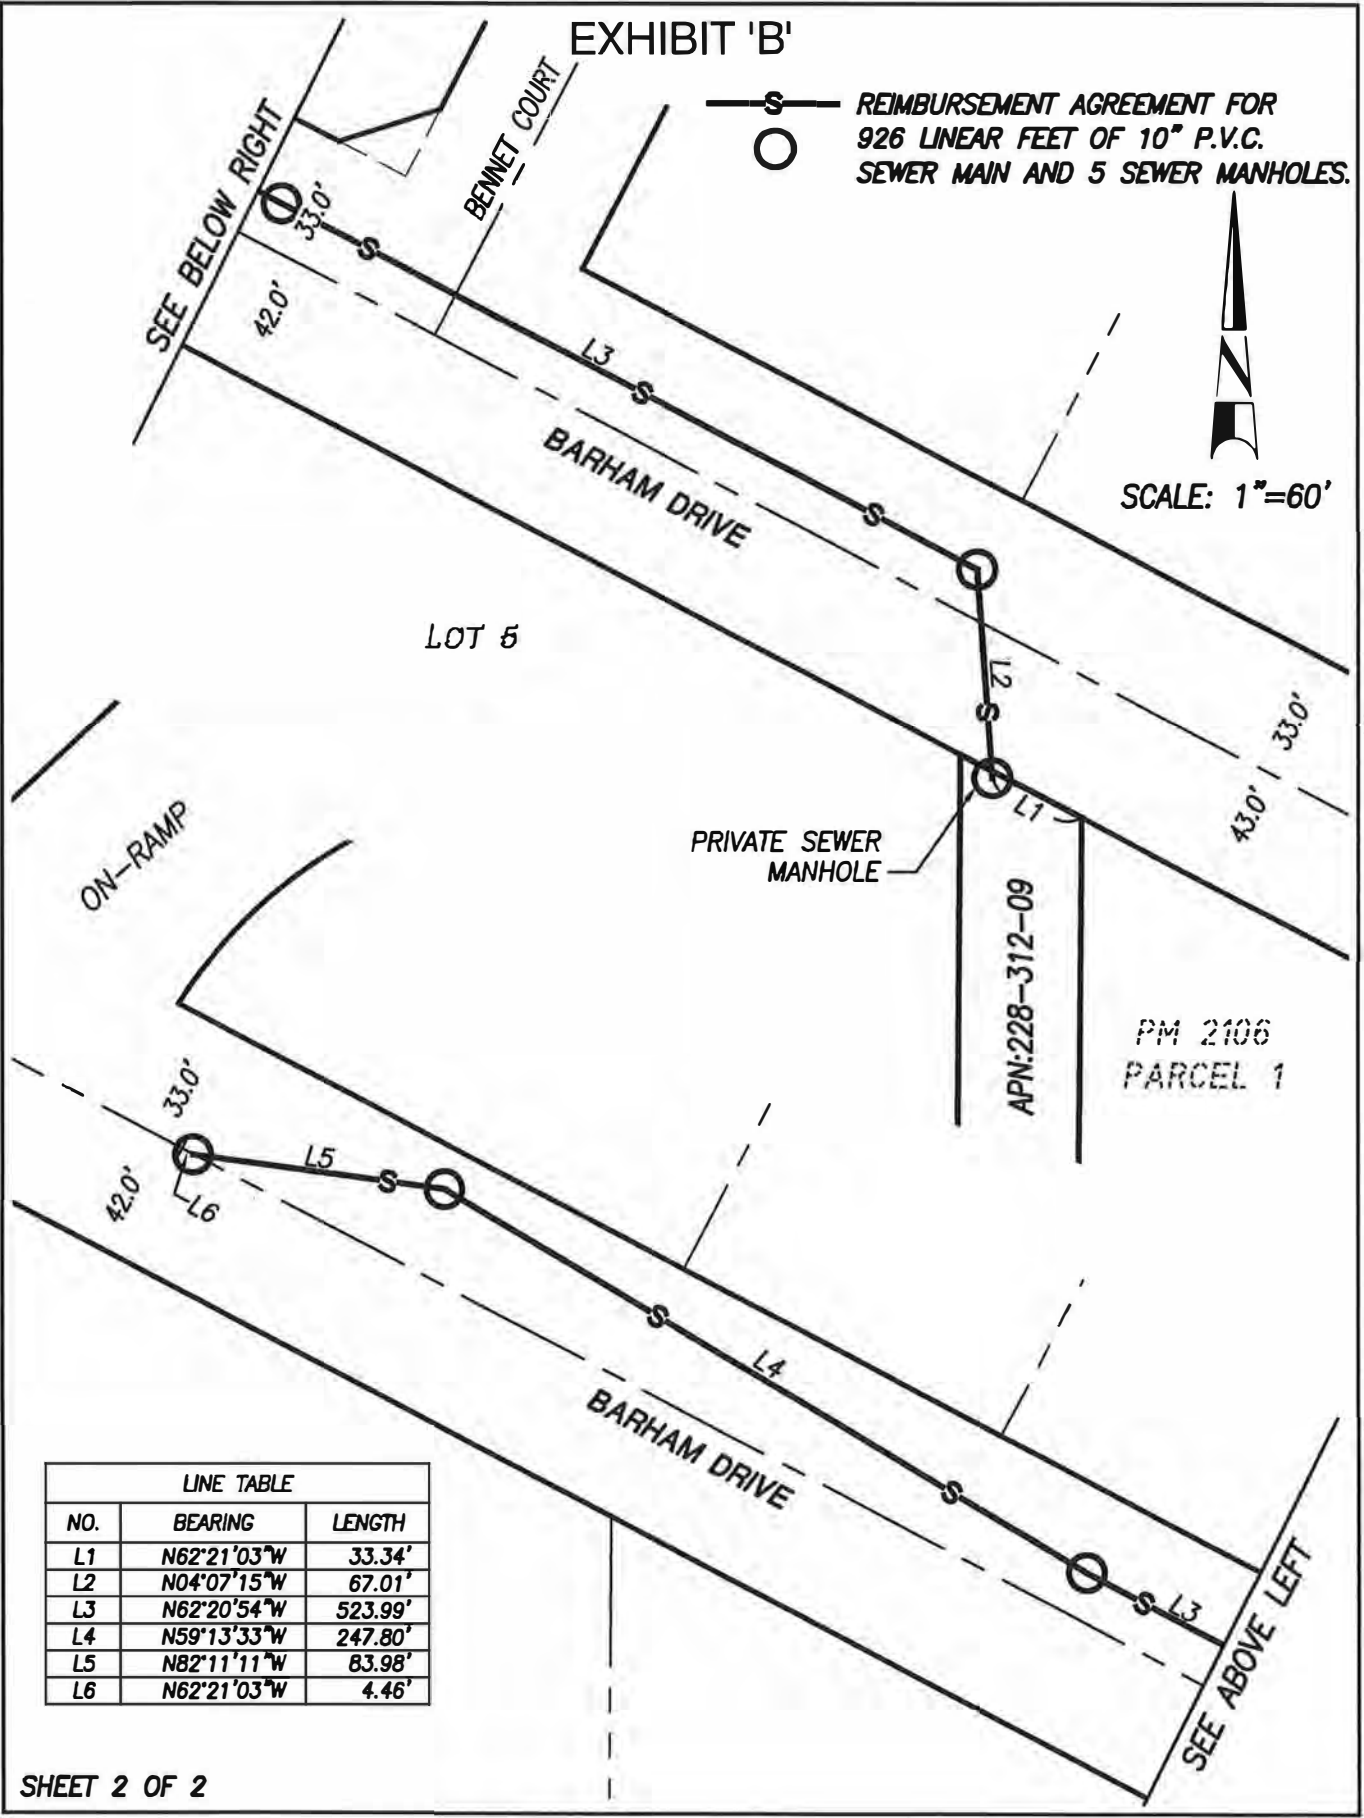 EXHIBIT 'B'
S REIMBURSEMENT AGREEMENT FOR
926 LINEAR FEET OF 10" P.V.C.
SEWER MAIN AND 5 SEWER MANHOLES.
BENNET COURT
SEE BELOW RIGHT
33.0'
S
42.0'
L3
S
BARHAM DRIVE
S
N
SCALE: 1"=60'
LOT 5
L2
S
33.0'
43.0'
L1
PRIVATE SEWER
MANHOLE
ON-RAMP
APN:228-312-09
PM 2106
PARCEL 1
33.0'
L5
S
42.0'
L6
S
L4
BARHAM DRIVE
S
S
L3
SEE ABOVE LEFT
LINE TABLE
NO. BEARING LENGTH
L1 N62°21'03"W 33.34'
L2 N04°07'15"W 67.01'
L3 N62°20'54"W 523.99'
L4 N59°13'33"W 247.80'
L5 N82°11'11"W 83.98'
L6 N62°21'03"W 4.46'
SHEET 2 OF 2